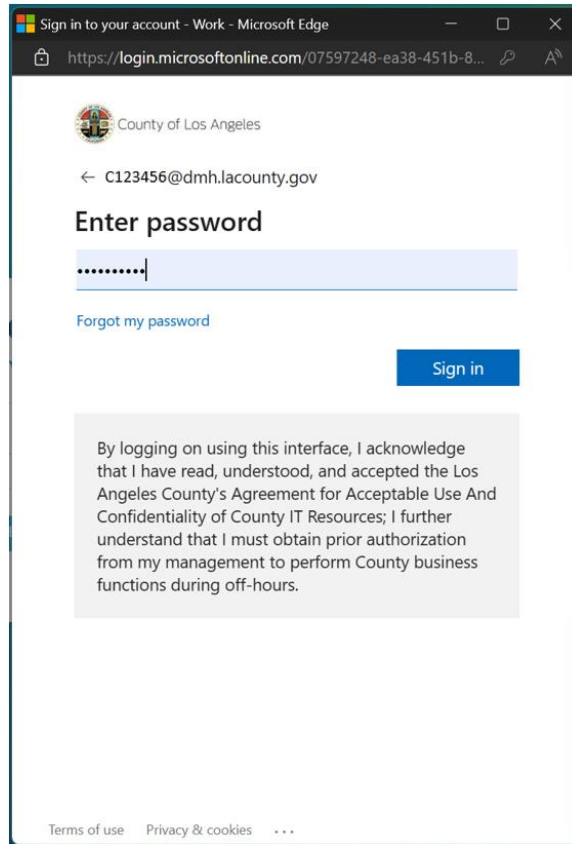 Sign in to your account - Work - Microsoft Edge
https://login.microsoftonline.com/07597248-ea38-451b-8...
County of Los Angeles
C123456@dmh.lacounty.gov
Enter password
••••••••••
Forgot my password
Sign in
By logging on using this interface, I acknowledge
that I have read, understood, and accepted the Los
Angeles County's Agreement for Acceptable Use And
Confidentiality of County IT Resources; I further
understand that I must obtain prior authorization
from my management to perform County business
functions during off-hours.
Terms of use Privacy & cookies ...